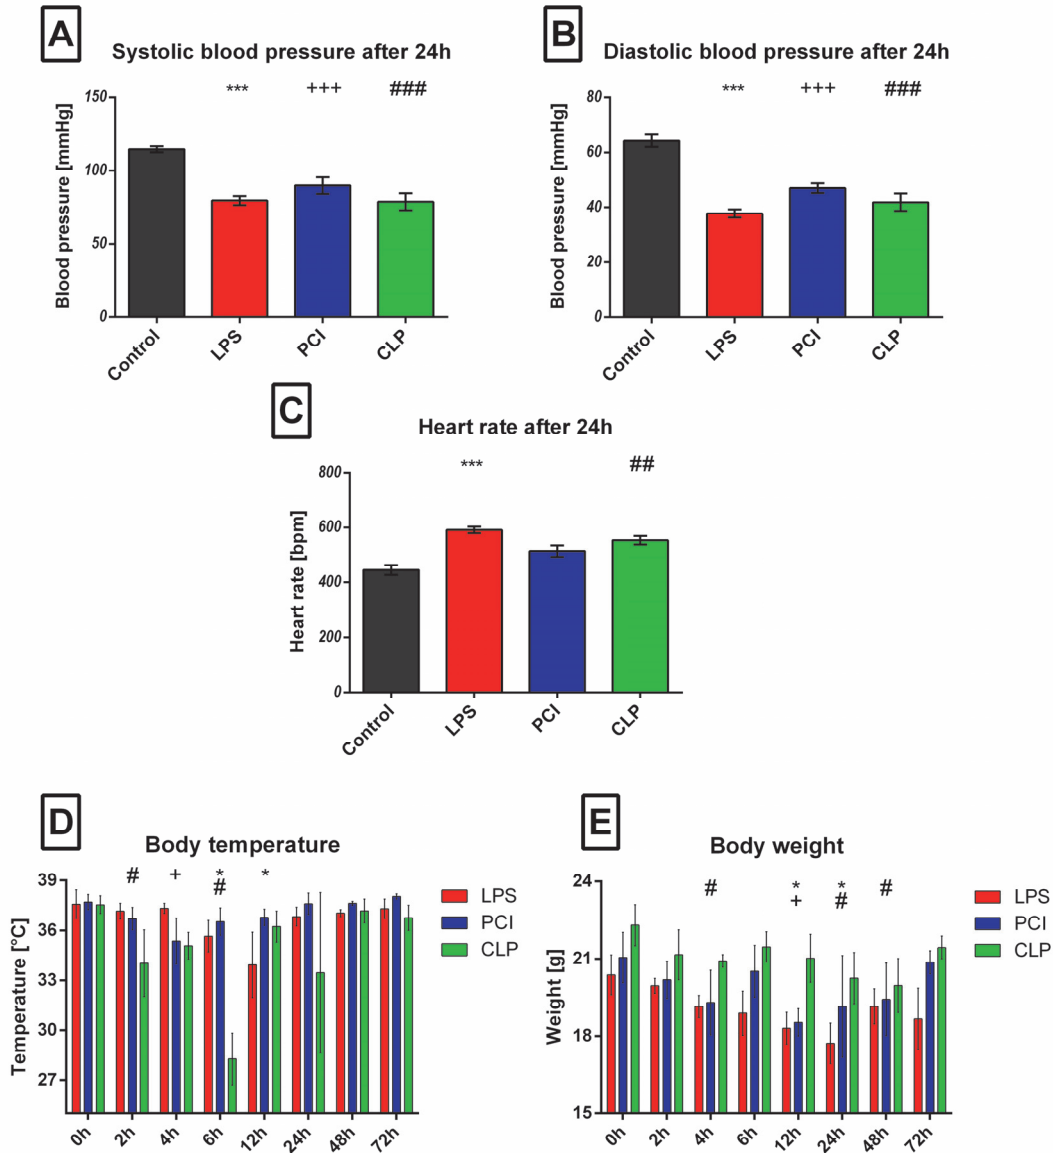 A
Systolic blood pressure after 24h
*** +++ ###
Blood pressure [mmHg]
150
100
50
0
Control LPS PCI CLP
B
Diastolic blood pressure after 24h
*** +++ ###
Blood pressure [mmHg]
80
60
40
20
0
Control LPS PCI CLP
C
Heart rate after 24h
*** ##
Heart rate [bpm]
800
600
400
200
0
Control LPS PCI CLP
D
Body temperature
# + * *
#
Temperature [°C]
39
36
33
30
27
0h 2h 4h 6h 12h 24h 48h 72h
LPS
PCI
CLP
E
Body weight
# * * #
+ #
Weight [g]
24
21
18
15
0h 2h 4h 6h 12h 24h 48h 72h
LPS
PCI
CLP